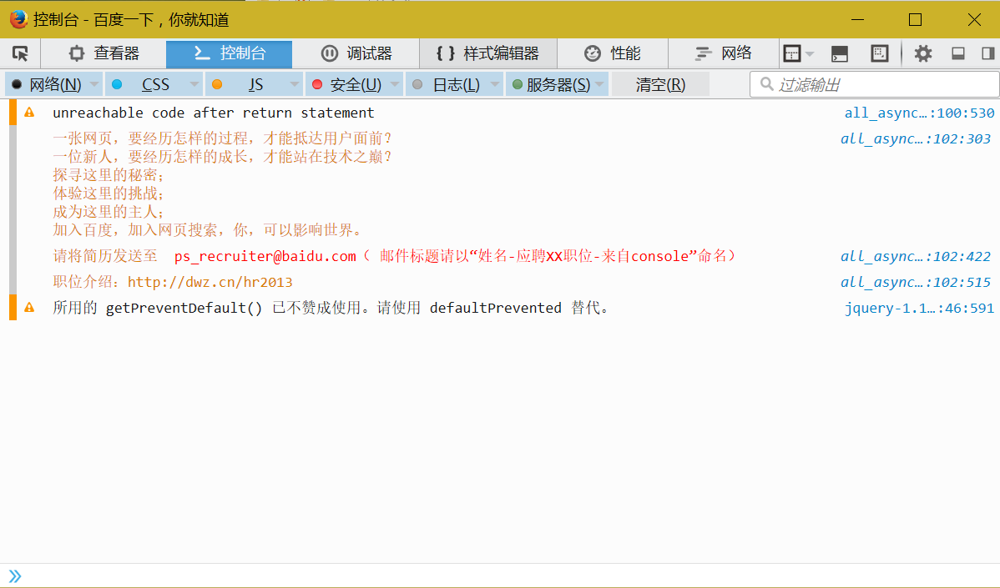 控制台 - 百度一下，你就知道
查看器 控制台 调试器 { } 样式编辑器 性能 网络
网络(N) CSS JS 安全(U) 日志(L) 服务器(S) 清空(R) 过滤输出
unreachable code after return statement all_async…:100:530
一张网页，要经历怎样的过程，才能抵达用户面前？ all_async…:102:303
一位新人，要经历怎样的成长，才能站在技术之巅？
探寻这里的秘密；
体验这里的挑战；
成为这里的主人；
加入百度，加入网页搜索，你，可以影响世界。
请将简历发送至 ps_recruiter@baidu.com（ 邮件标题请以“姓名-应聘XX职位-来自console”命名） all_async…:102:422
职位介绍：http://dwz.cn/hr2013 all_async…:102:515
所用的 getPreventDefault() 已不赞成使用。请使用 defaultPrevented 替代。 jquery-1.1…:46:591